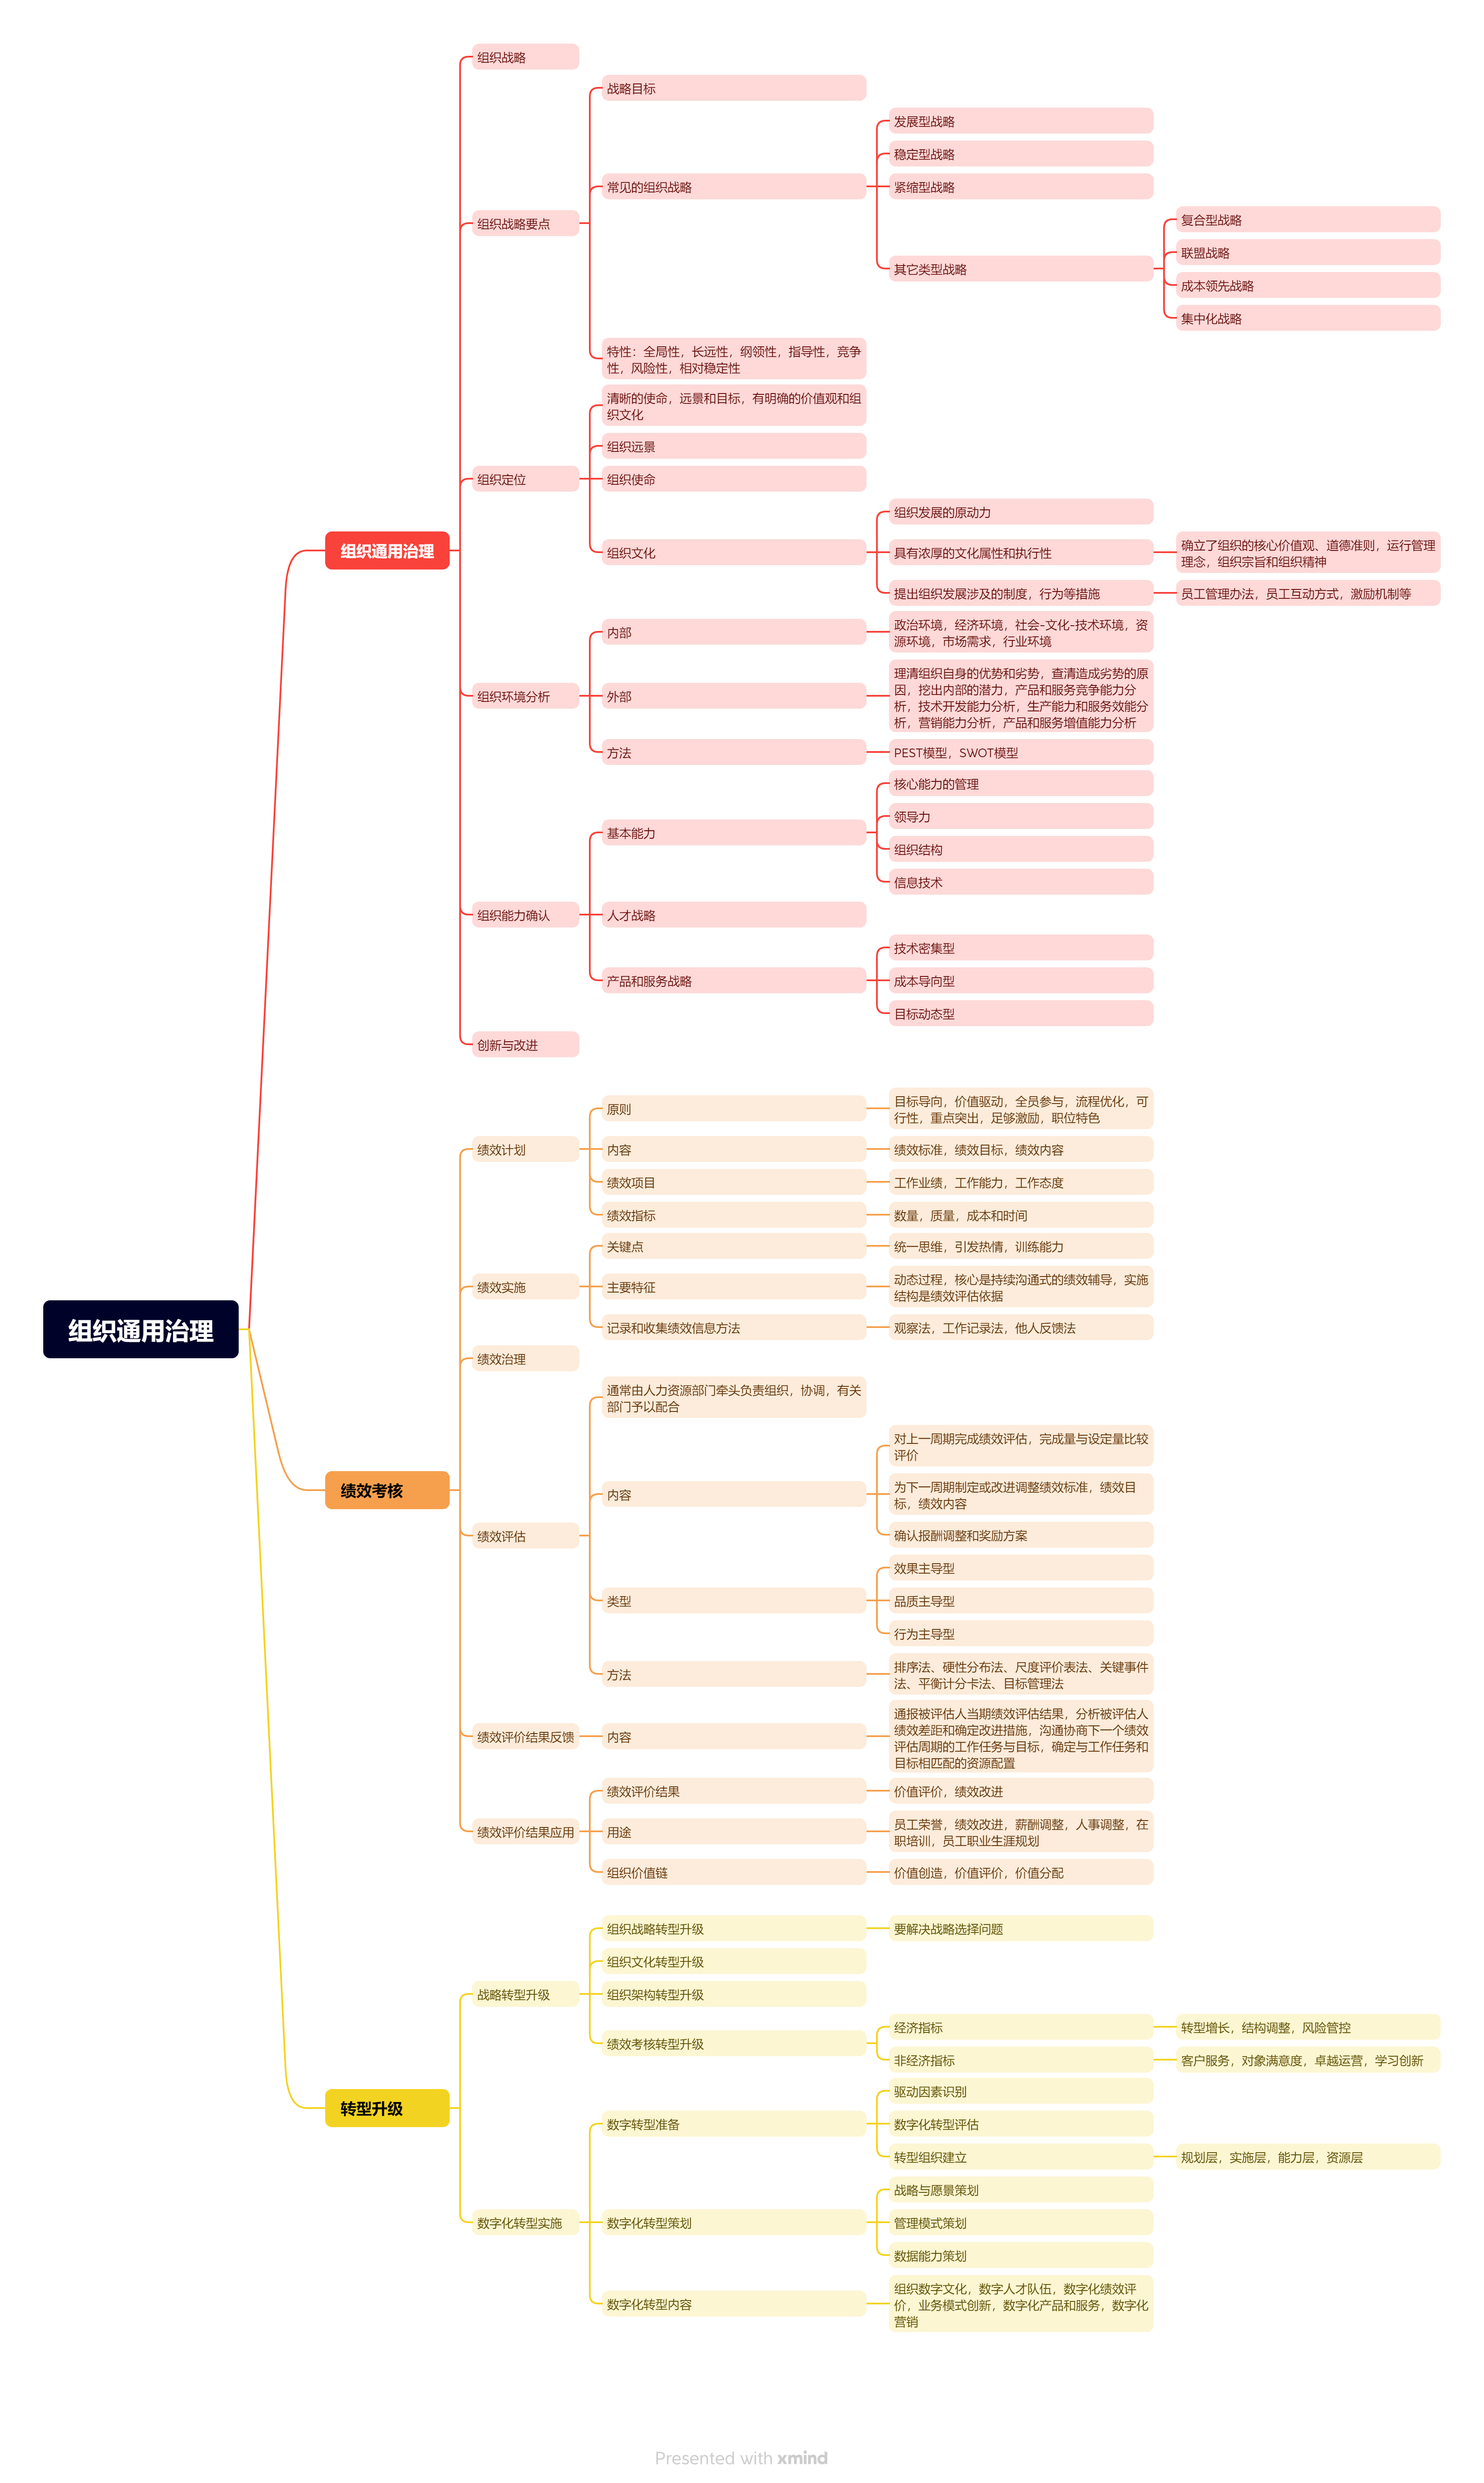 组织战略
战略目标
发展型战略
稳定型战略
常见的组织战略
紧缩型战略
组织战略要点
复合型战略
联盟战略
其它类型战略
成本领先战略
集中化战略
特性：全局性，长远性，纲领性，指导性，竞争
性，风险性，相对稳定性
清晰的使命，远景和目标，有明确的价值观和组
织文化
组织远景
组织定位
组织使命
组织发展的原动力
组织通用治理
组织文化
具有浓厚的文化属性和执行性
确立了组织的核心价值观、道德准则，运行管理
理念，组织宗旨和组织精神
提出组织发展涉及的制度，行为等措施
员工管理办法，员工互动方式，激励机制等
内部
政治环境，经济环境，社会-文化-技术环境，资
源环境，市场需求，行业环境
组织环境分析
外部
理清组织自身的优势和劣势，查清造成劣势的原
因，挖出内部的潜力，产品和服务竞争能力分
析，技术开发能力分析，生产能力和服务效能分
析，营销能力分析，产品和服务增值能力分析
方法
PEST模型，SWOT模型
核心能力的管理
领导力
基本能力
组织结构
信息技术
组织能力确认
人才战略
技术密集型
产品和服务战略
成本导向型
目标动态型
创新与改进
原则
目标导向，价值驱动，全员参与，流程优化，可
行性，重点突出，足够激励，职位特色
绩效计划
内容
绩效标准，绩效目标，绩效内容
绩效项目
工作业绩，工作能力，工作态度
绩效指标
数量，质量，成本和时间
关键点
统一思维，引发热情，训练能力
绩效实施
主要特征
动态过程，核心是持续沟通式的绩效辅导，实施
结构是绩效评估依据
记录和收集绩效信息方法
观察法，工作记录法，他人反馈法
组织通用治理
绩效治理
通常由人力资源部门牵头负责组织，协调，有关
部门予以配合
对上一周期完成绩效评估，完成量与设定量比较
评价
绩效考核
内容
为下一周期制定或改进调整绩效标准，绩效目
标，绩效内容
绩效评估
确认报酬调整和奖励方案
效果主导型
类型
品质主导型
行为主导型
方法
排序法、硬性分布法、尺度评价表法、关键事件
法、平衡计分卡法、目标管理法
绩效评价结果反馈
内容
通报被评估人当期绩效评估结果，分析被评估人
绩效差距和确定改进措施，沟通协商下一个绩效
评估周期的工作任务与目标，确定与工作任务和
目标相匹配的资源配置
绩效评价结果
价值评价，绩效改进
绩效评价结果应用
用途
员工荣誉，绩效改进，薪酬调整，人事调整，在
职培训，员工职业生涯规划
组织价值链
价值创造，价值评价，价值分配
组织战略转型升级
要解决战略选择问题
组织文化转型升级
战略转型升级
组织架构转型升级
绩效考核转型升级
经济指标
转型增长，结构调整，风险管控
非经济指标
客户服务，对象满意度，卓越运营，学习创新
转型升级
驱动因素识别
数字转型准备
数字化转型评估
转型组织建立
规划层，实施层，能力层，资源层
战略与愿景策划
数字化转型实施
数字化转型策划
管理模式策划
数据能力策划
数字化转型内容
组织数字文化，数字人才队伍，数字化绩效评
价，业务模式创新，数字化产品和服务，数字化
营销
Presented with xmind